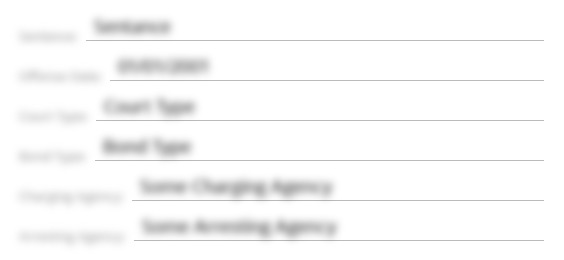 Sentence: Sentance
Offense Date: 01/01/2001
Court Type: Court Type
Bond Type: Bond Type
Charging Agency: Some Charging Agency
Arresting Agency: Some Arresting Agency